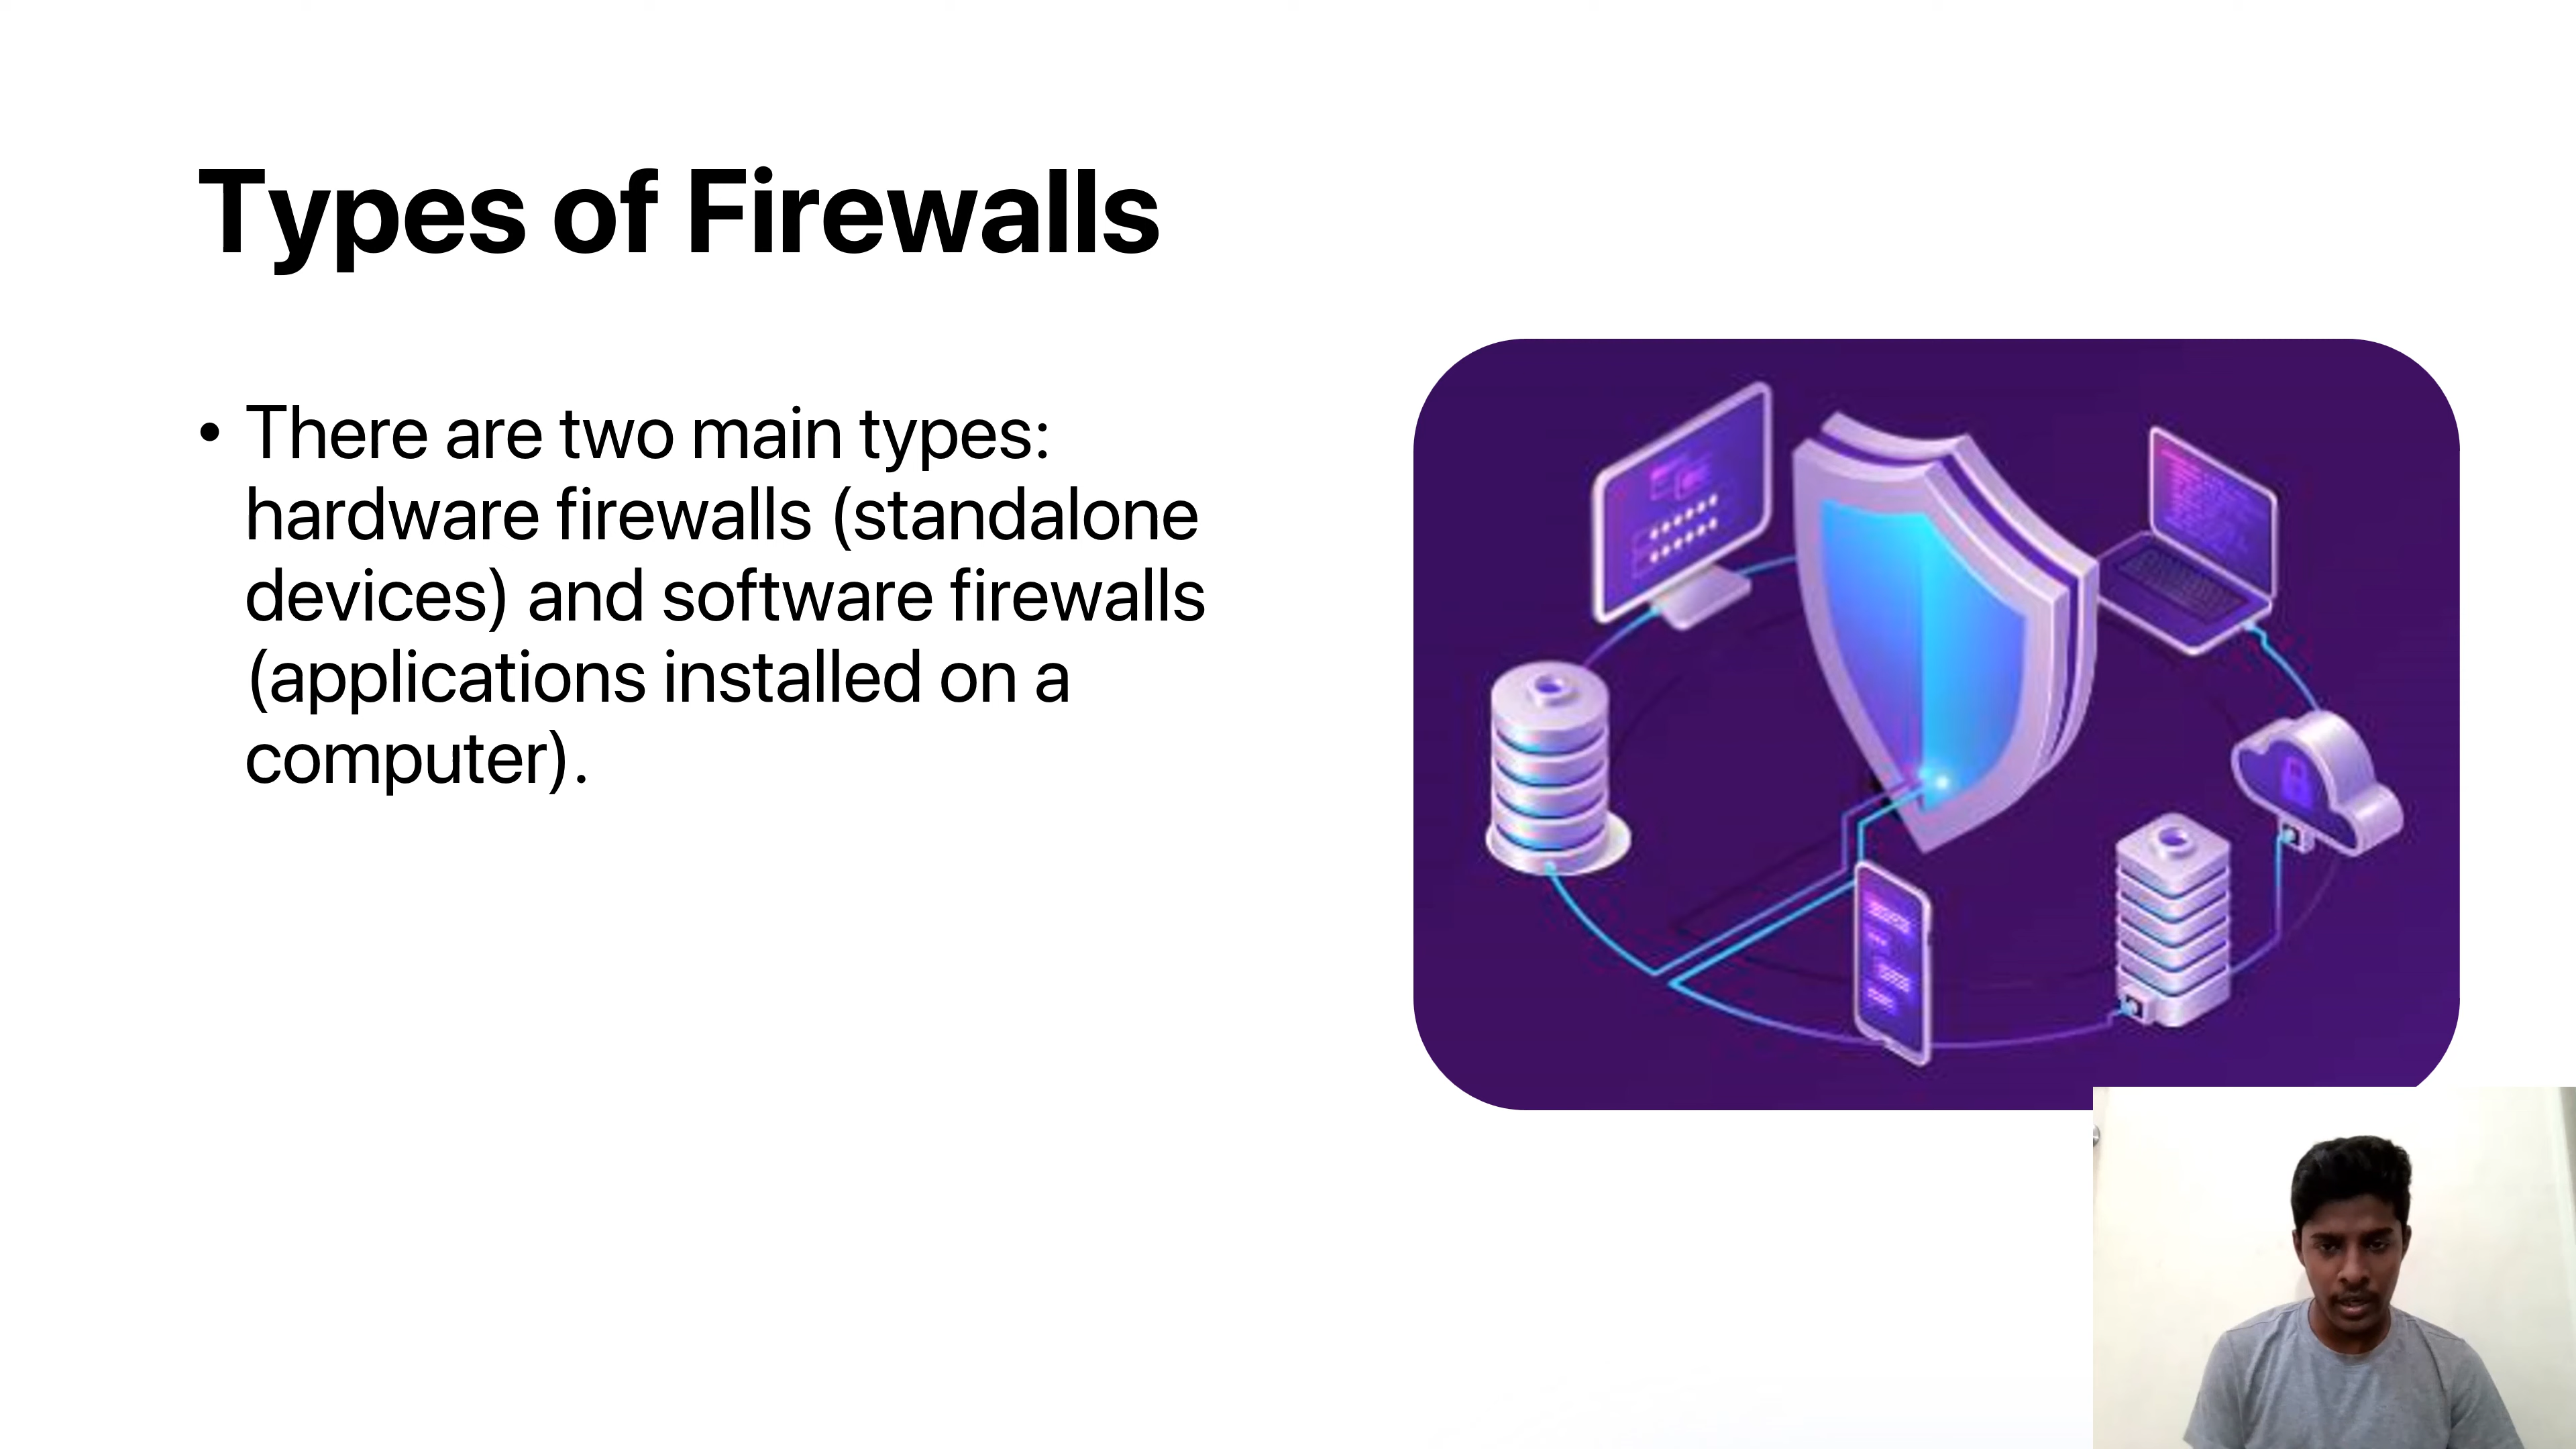 Types of Firewalls
• There are two main types:
hardware firewalls (standalone
devices) and software firewalls
(applications installed on a
computer).